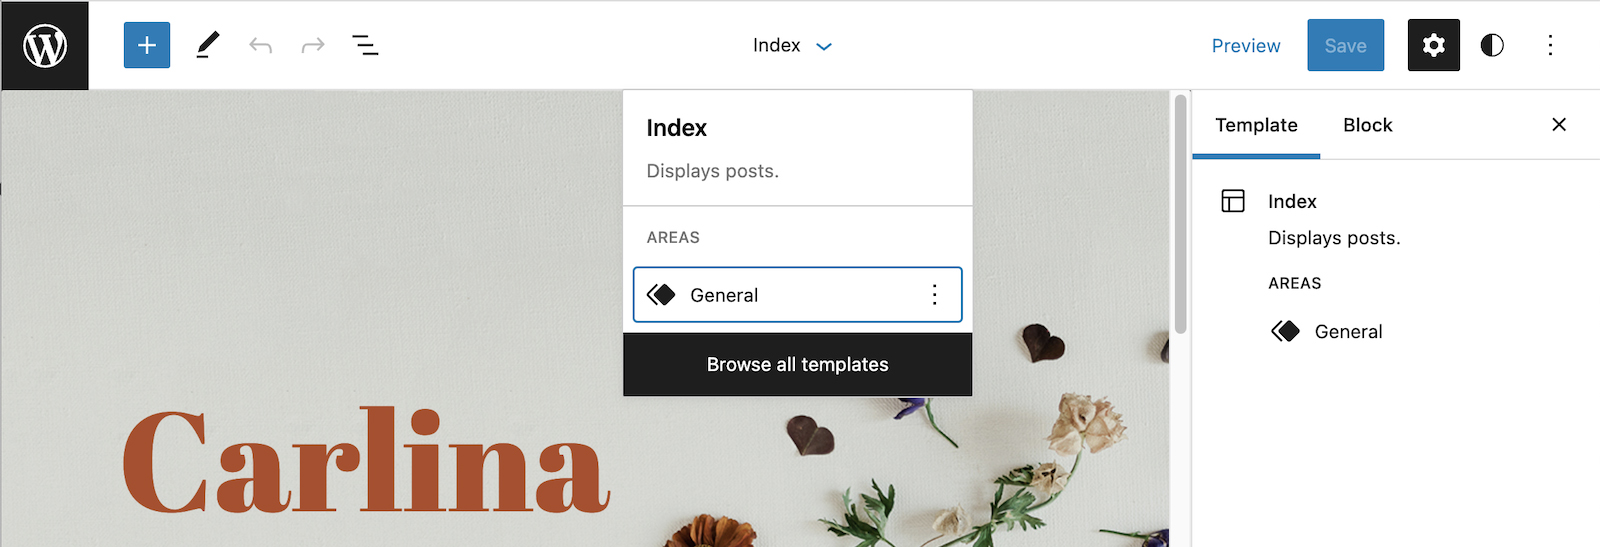 Index
Preview
Save
Index
Displays posts.
AREAS
General
Browse all templates
Carlina
Template
Block
Index
Displays posts.
AREAS
General